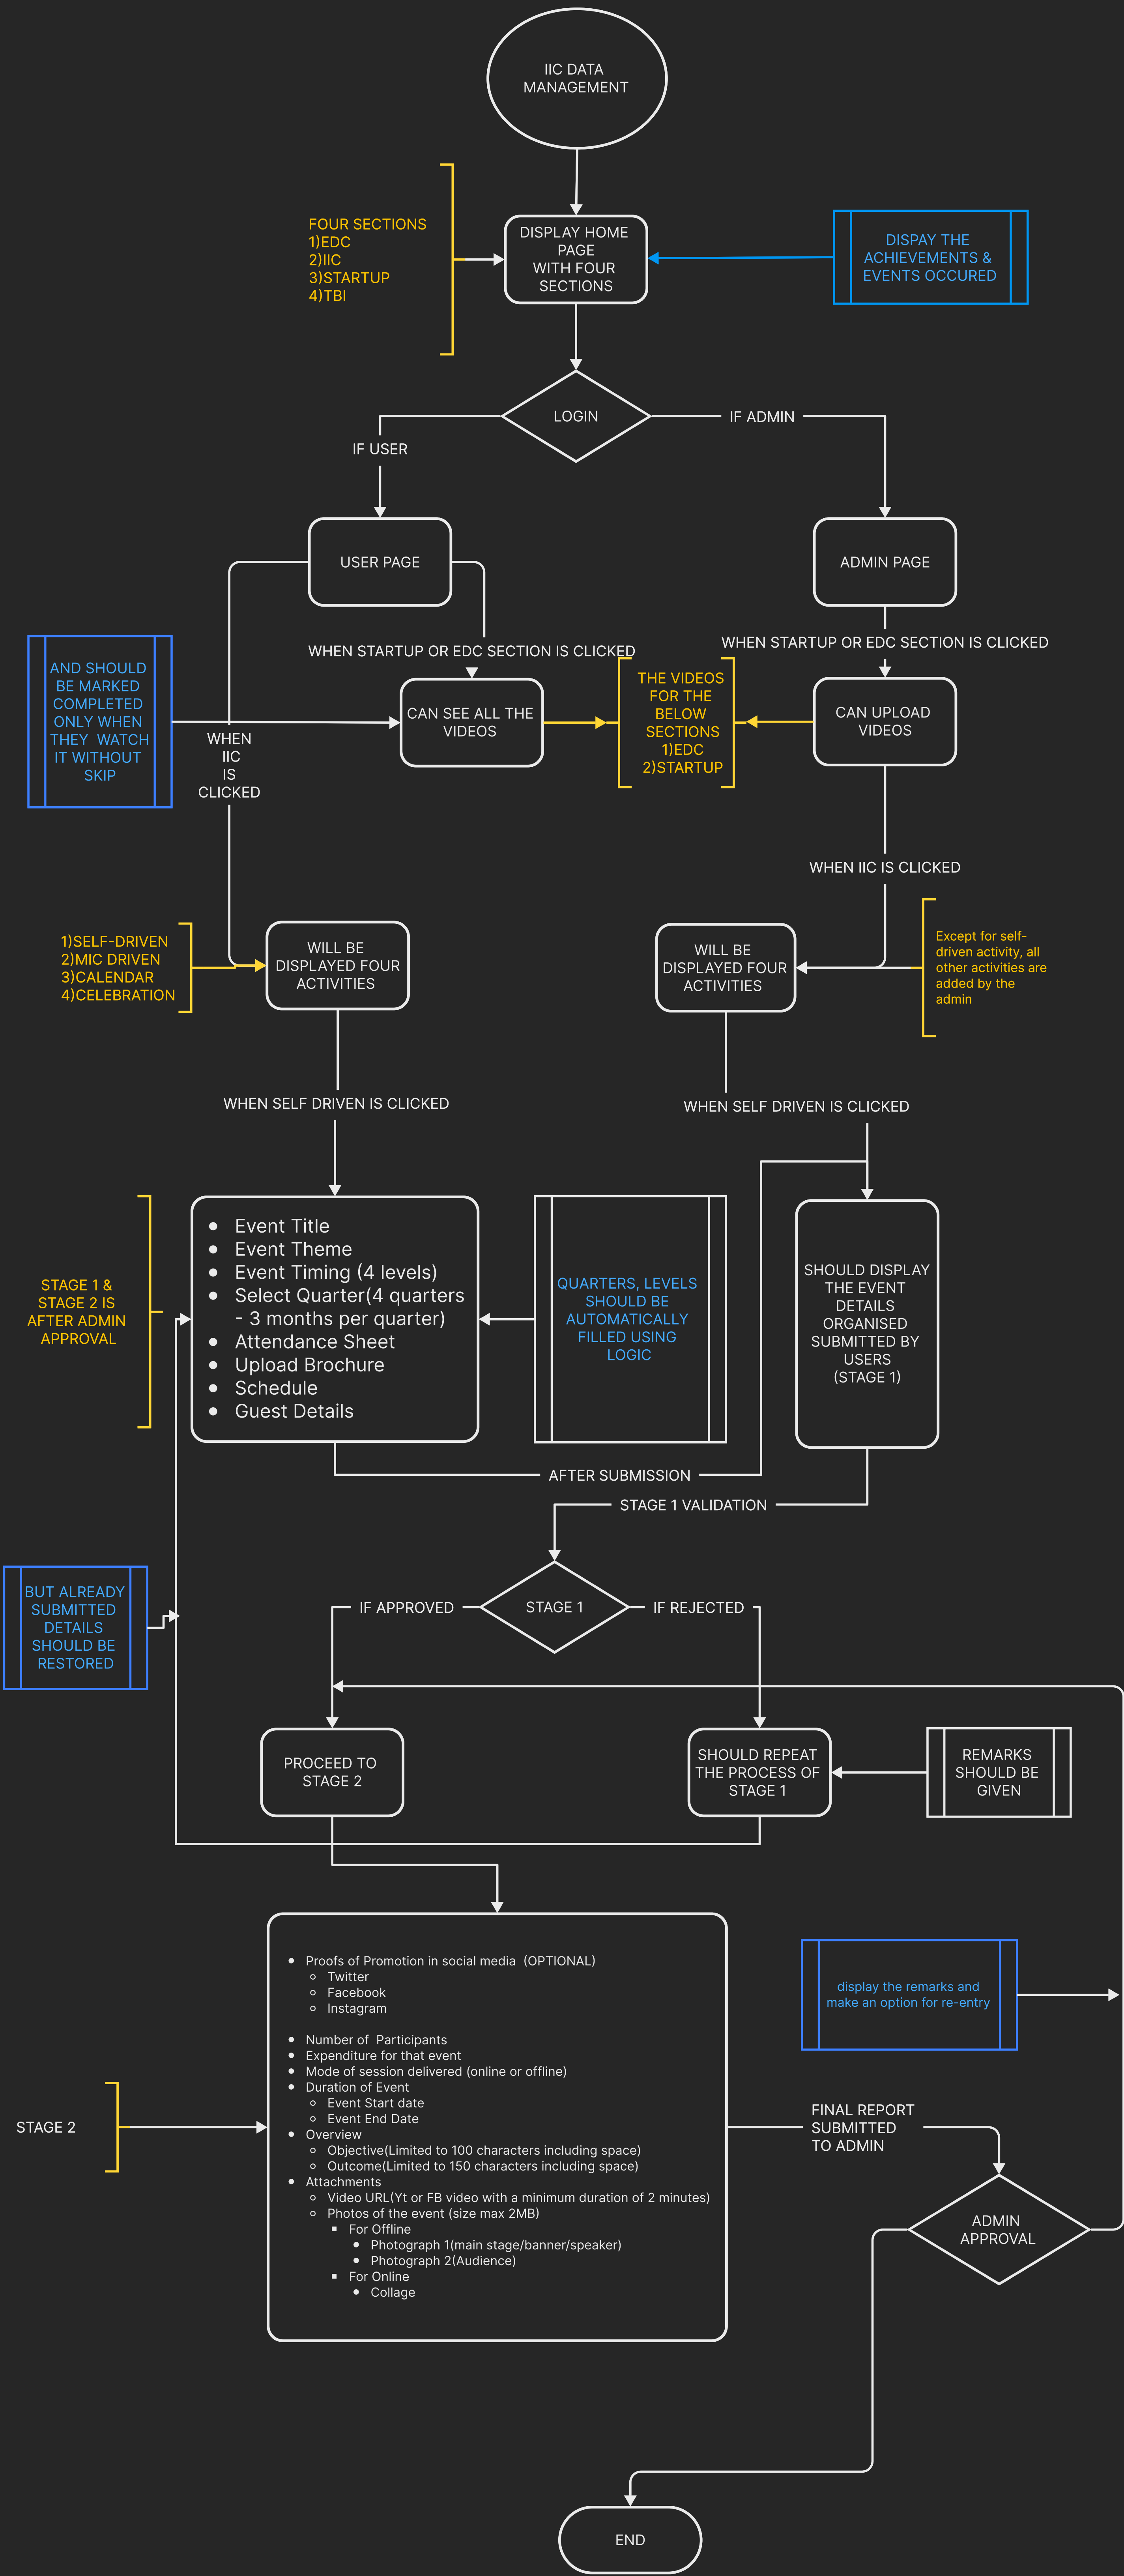 IIC DATA
MANAGEMENT
FOUR SECTIONS
1)EDC
2)IIC
3)STARTUP
4)TBI
DISPLAY HOME
PAGE
WITH FOUR
SECTIONS
DISPAY THE
ACHIEVEMENTS &
EVENTS OCCURED
LOGIN
IF ADMIN
IF USER
USER PAGE
ADMIN PAGE
WHEN STARTUP OR EDC SECTION IS CLICKED
WHEN STARTUP OR EDC SECTION IS CLICKED
AND SHOULD
BE MARKED
COMPLETED
ONLY WHEN
THEY WATCH
IT WITHOUT
SKIP
WHEN
IIC
IS
CLICKED
CAN SEE ALL THE
VIDEOS
THE VIDEOS
FOR THE
BELOW
SECTIONS
1)EDC
2)STARTUP
CAN UPLOAD
VIDEOS
WHEN IIC IS CLICKED
1)SELF-DRIVEN
2)MIC DRIVEN
3)CALENDAR
4)CELEBRATION
WILL BE
DISPLAYED FOUR
ACTIVITIES
WILL BE
DISPLAYED FOUR
ACTIVITIES
Except for self-
driven activity, all
other activities are
added by the
admin
WHEN SELF DRIVEN IS CLICKED
WHEN SELF DRIVEN IS CLICKED
STAGE 1 &
STAGE 2 IS
AFTER ADMIN
APPROVAL
• Event Title
• Event Theme
• Event Timing (4 levels)
• Select Quarter(4 quarters
- 3 months per quarter)
• Attendance Sheet
• Upload Brochure
• Schedule
• Guest Details
QUARTERS, LEVELS
SHOULD BE
AUTOMATICALLY
FILLED USING
LOGIC
SHOULD DISPLAY
THE EVENT
DETAILS
ORGANISED
SUBMITTED BY
USERS
(STAGE 1)
AFTER SUBMISSION
STAGE 1 VALIDATION
BUT ALREADY
SUBMITTED
DETAILS
SHOULD BE
RESTORED
IF APPROVED
STAGE 1
IF REJECTED
PROCEED TO
STAGE 2
SHOULD REPEAT
THE PROCESS OF
STAGE 1
REMARKS
SHOULD BE
GIVEN
• Proofs of Promotion in social media (OPTIONAL)
◦ Twitter
◦ Facebook
◦ Instagram
• Number of Participants
• Expenditure for that event
• Mode of session delivered (online or offline)
• Duration of Event
◦ Event Start date
◦ Event End Date
• Overview
◦ Objective(Limited to 100 characters including space)
◦ Outcome(Limited to 150 characters including space)
• Attachments
◦ Video URL(Yt or FB video with a minimum duration of 2 minutes)
◦ Photos of the event (size max 2MB)
▪ For Offline
• Photograph 1(main stage/banner/speaker)
• Photograph 2(Audience)
▪ For Online
• Collage
display the remarks and
make an option for re-entry
STAGE 2
FINAL REPORT
SUBMITTED
TO ADMIN
ADMIN
APPROVAL
END